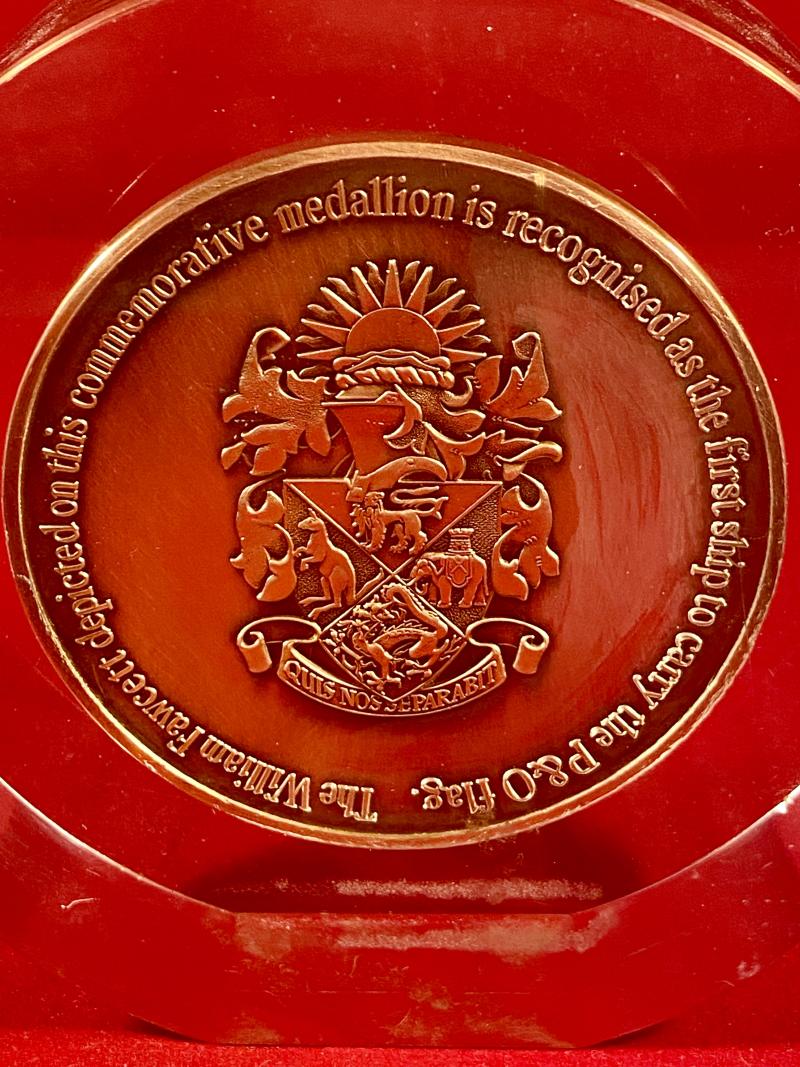 The William Fawcett depicted on this commemorative medallion is recognised as the first ship to carry the P&O flag.
QUIS NOS SEPARABIT